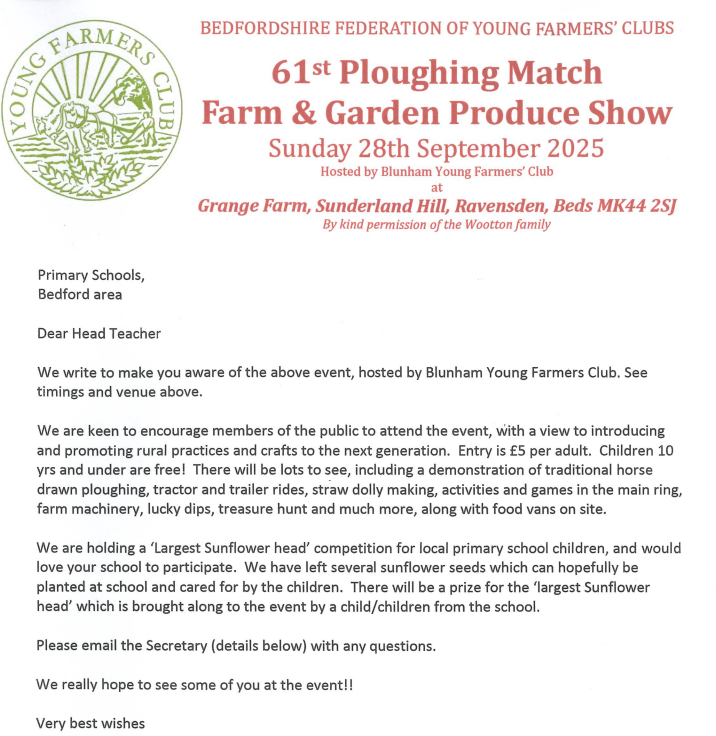 YOUNG FARMERS CLUB
BEDFORDSHIRE FEDERATION OF YOUNG FARMERS' CLUBS
61st Ploughing Match
Farm & Garden Produce Show
Sunday 28th September 2025
Hosted by Blunham Young Farmers' Club
at
Grange Farm, Sunderland Hill, Ravensden, Beds MK44 2SJ
By kind permission of the Wootton family
Primary Schools,
Bedford area
Dear Head Teacher
We write to make you aware of the above event, hosted by Blunham Young Farmers Club. See
timings and venue above.
We are keen to encourage members of the public to attend the event, with a view to introducing
and promoting rural practices and crafts to the next generation.  Entry is £5 per adult.  Children 10
yrs and under are free!  There will be lots to see, including a demonstration of traditional horse
drawn ploughing, tractor and trailer rides, straw dolly making, activities and games in the main ring,
farm machinery, lucky dips, treasure hunt and much more, along with food vans on site.
We are holding a 'Largest Sunflower head' competition for local primary school children, and would
love your school to participate.  We have left several sunflower seeds which can hopefully be
planted at school and cared for by the children.  There will be a prize for the 'largest Sunflower
head' which is brought along to the event by a child/children from the school.
Please email the Secretary (details below) with any questions.
We really hope to see some of you at the event!!
Very best wishes